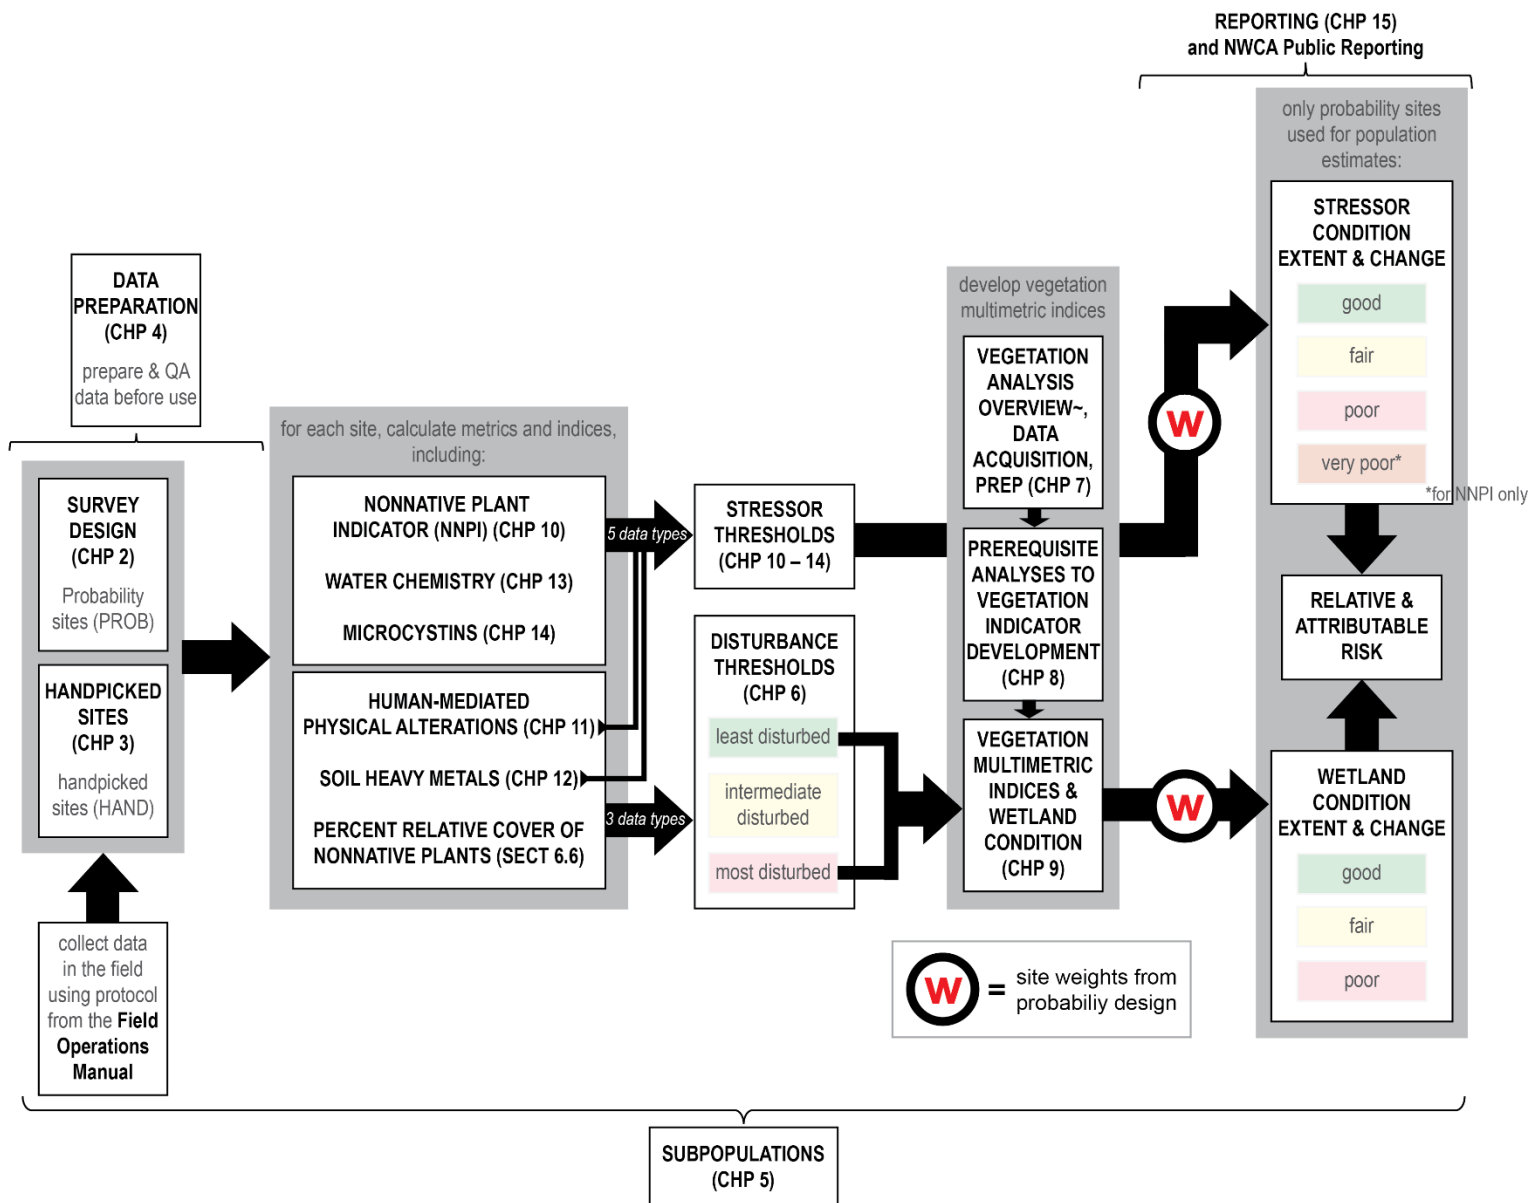 REPORTING (CHP 15)
and NWCA Public Reporting
only probability sites
used for population
estimates:
STRESSOR
CONDITION
EXTENT & CHANGE
good
fair
poor
very poor*
*for NNPI only
RELATIVE &
ATTRIBUTABLE
RISK
WETLAND
CONDITION
EXTENT & CHANGE
good
fair
poor
DATA
PREPARATION
(CHP 4)
prepare & QA
data before use
SURVEY
DESIGN
(CHP 2)
Probability
sites (PROB)
HANDPICKED
SITES
(CHP 3)
handpicked
sites (HAND)
collect data
in the field
using protocol
from the Field
Operations
Manual
for each site, calculate metrics and indices,
including:
NONNATIVE PLANT
INDICATOR (NNPI) (CHP 10)
WATER CHEMISTRY (CHP 13)
MICROCYSTINS (CHP 14)
HUMAN-MEDIATED
PHYSICAL ALTERATIONS (CHP 11)
SOIL HEAVY METALS (CHP 12)
PERCENT RELATIVE COVER OF
NONNATIVE PLANTS (SECT 6.6)
5 data types
3 data types
STRESSOR
THRESHOLDS
(CHP 10 – 14)
DISTURBANCE
THRESHOLDS
(CHP 6)
least disturbed
intermediate
disturbed
most disturbed
develop vegetation
multimetric indices
VEGETATION
ANALYSIS
OVERVIEW~,
DATA
ACQUISITION,
PREP (CHP 7)
PREREQUISITE
ANALYSES TO
VEGETATION
INDICATOR
DEVELOPMENT
(CHP 8)
VEGETATION
MULTIMETRIC
INDICES &
WETLAND
CONDITION
(CHP 9)
W
W
W = site weights from
probabiliy design
SUBPOPULATIONS
(CHP 5)